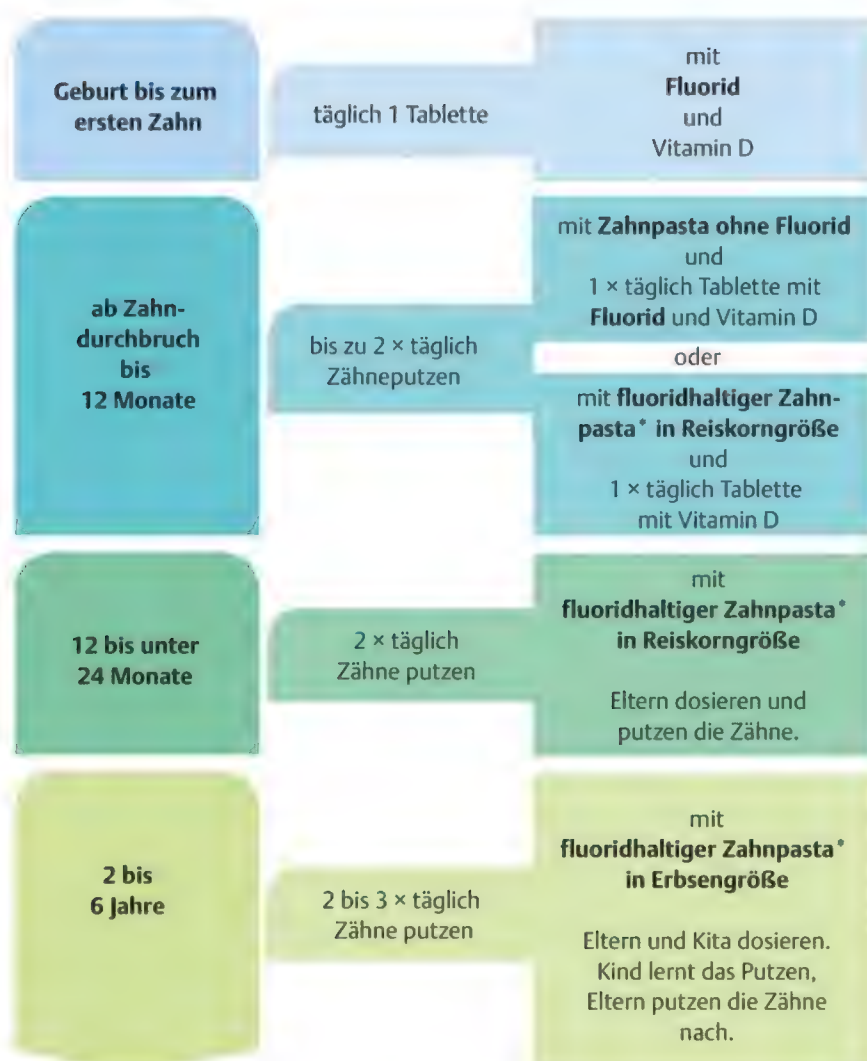 Geburt bis zum
ersten Zahn
täglich 1 Tablette
mit
Fluorid
und
Vitamin D
ab Zahn-
durchbruch
bis
12 Monate
bis zu 2 × täglich
Zähneputzen
mit Zahnpasta ohne Fluorid
und
1 × täglich Tablette mit
Fluorid und Vitamin D
oder
mit fluoridhaltiger Zahn-
pasta* in Reiskorngröße
und
1 × täglich Tablette
mit Vitamin D
12 bis unter
24 Monate
2 × täglich
Zähne putzen
mit
fluoridhaltiger Zahnpasta*
in Reiskorngröße
Eltern dosieren und
putzen die Zähne.
2 bis
6 Jahre
2 bis 3 × täglich
Zähne putzen
mit
fluoridhaltiger Zahnpasta*
in Erbsengröße
Eltern und Kita dosieren.
Kind lernt das Putzen,
Eltern putzen die Zähne
nach.